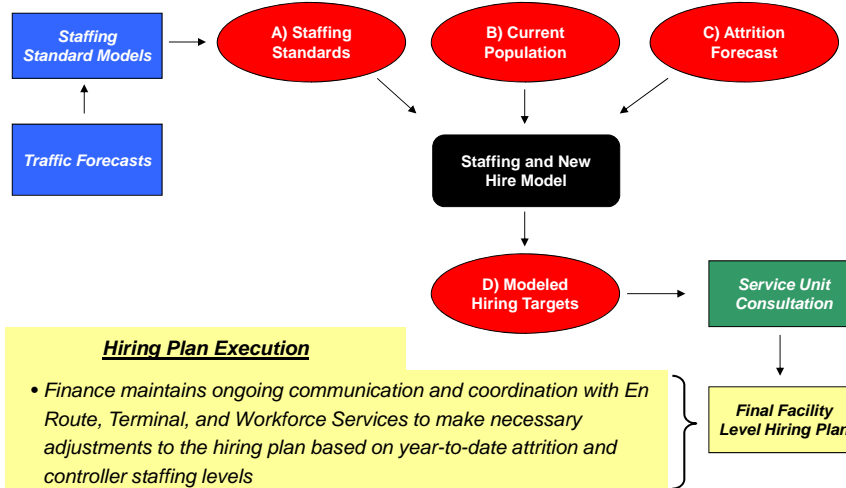 Staffing
Standard Models
A) Staffing
Standards
B) Current
Population
C) Attrition
Forecast
Traffic Forecasts
Staffing and New
Hire Model
D) Modeled
Hiring Targets
Service Unit
Consultation
Hiring Plan Execution
• Finance maintains ongoing communication and coordination with En
Route, Terminal, and Workforce Services to make necessary
adjustments to the hiring plan based on year-to-date attrition and
controller staffing levels
Final Facility
Level Hiring Plan